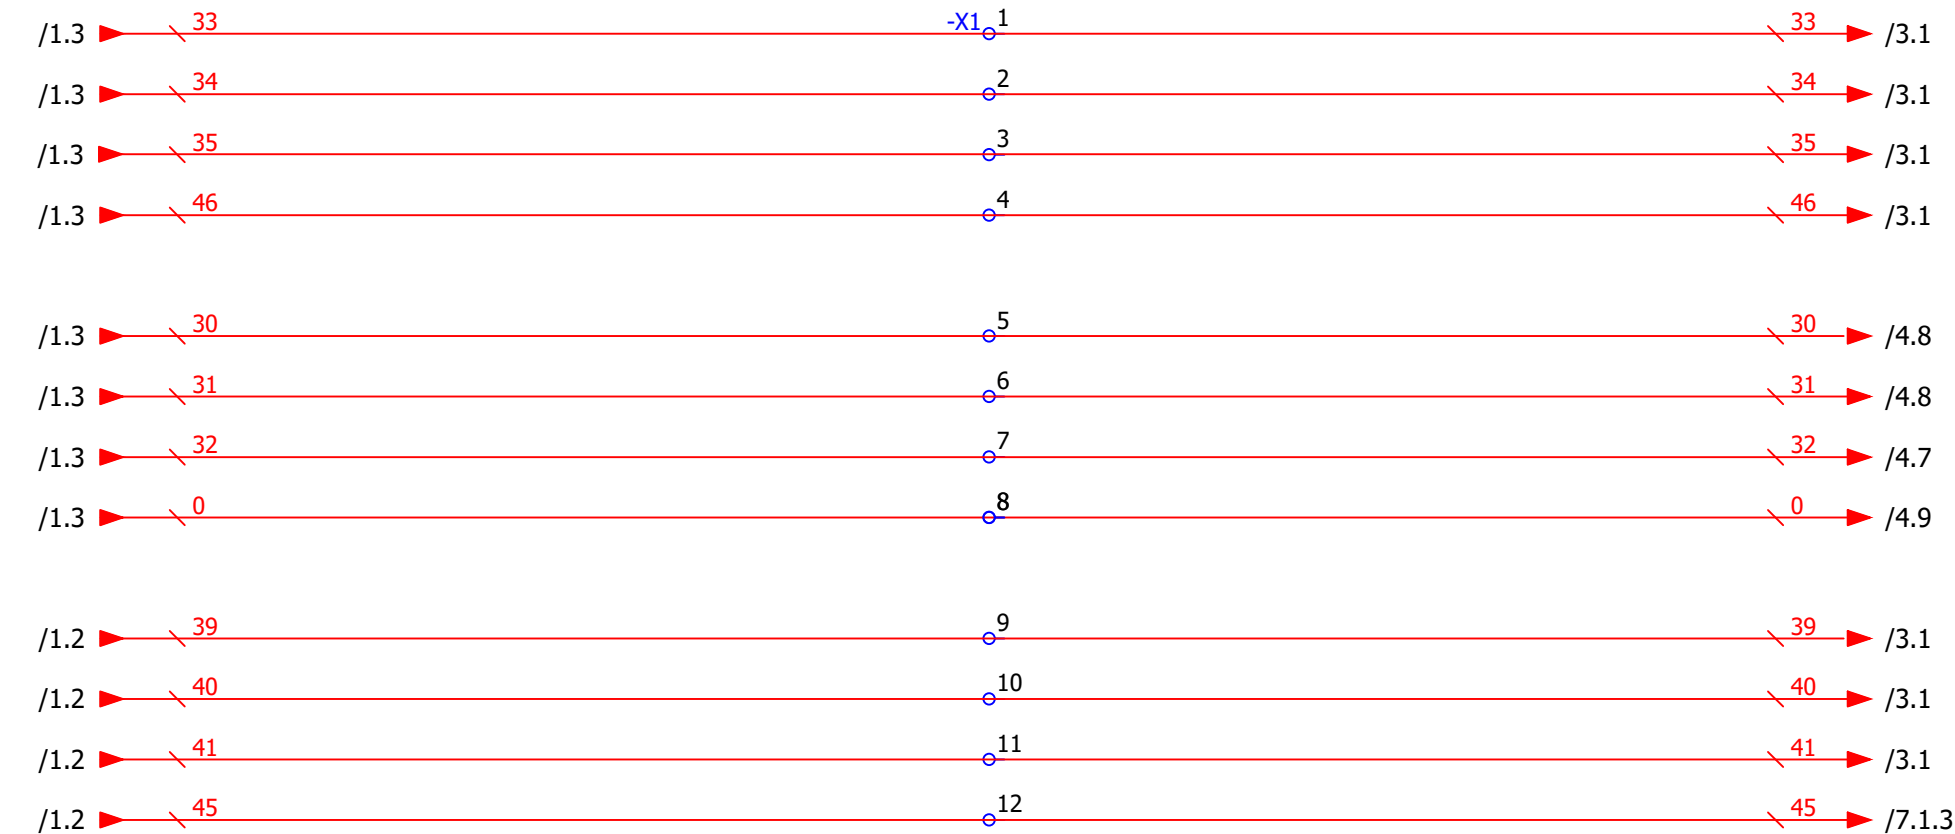 /1.3 33 -X1 1 33 /3.1
/1.3 34 2 34 /3.1
/1.3 35 3 35 /3.1
/1.3 46 4 46 /3.1
/1.3 30 5 30 /4.8
/1.3 31 6 31 /4.8
/1.3 32 7 32 /4.7
/1.3 0 8 0 /4.9
/1.2 39 9 39 /3.1
/1.2 40 10 40 /3.1
/1.2 41 11 41 /3.1
/1.2 45 12 45 /7.1.3